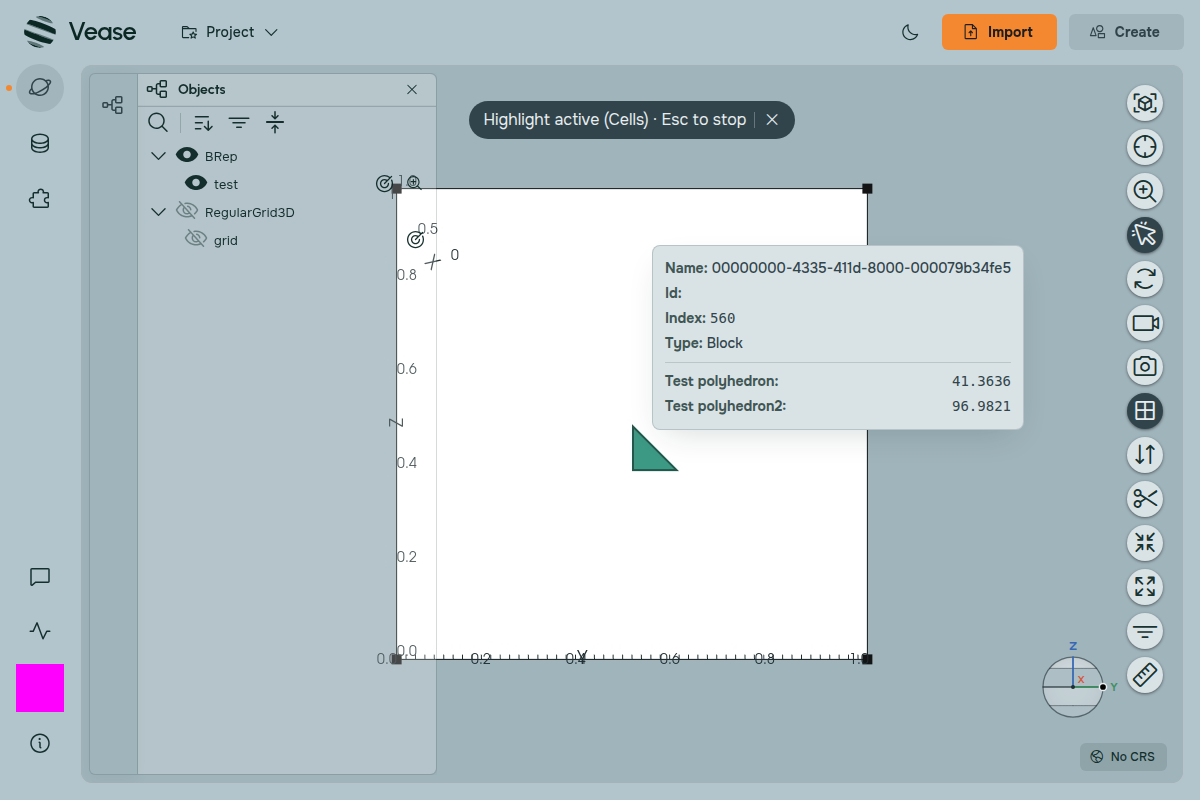 Vease
Project
Import
Create
Objects
Highlight active (Cells) · Esc to stop
BRep
test
RegularGrid3D
grid
0.5
0
0.8
0.6
Z
0.4
0.2
0.0
0.2
0.4
Y
0.6
0.8
Name: 00000000-4335-411d-8000-000079b34fe5
Id:
Index: 560
Type: Block
Test polyhedron: 41.3636
Test polyhedron2: 96.9821
Z
X
Y
No CRS